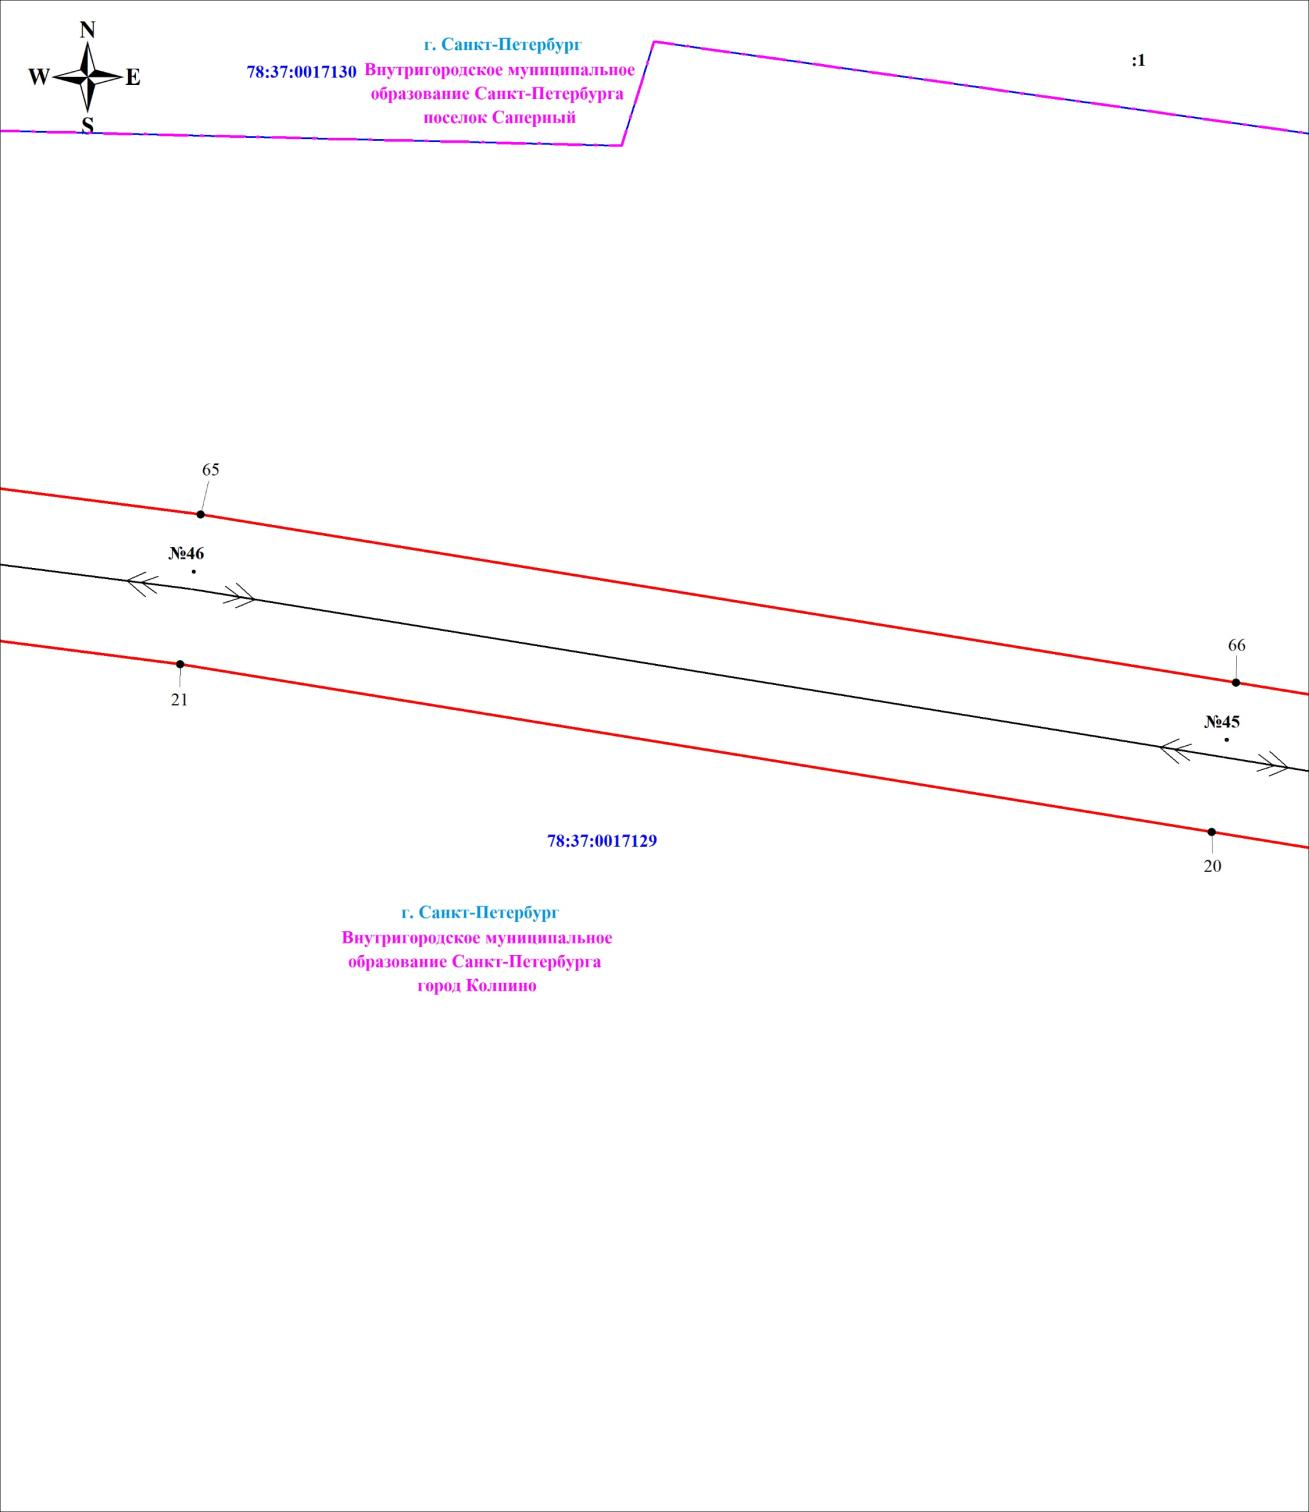 N
W E
S
г. Санкт-Петербург
78:37:0017130 Внутригородское муниципальное
образование Санкт-Петербурга
поселок Саперный
:1
65
№46
21
66
№45
20
78:37:0017129
г. Санкт-Петербург
Внутригородское муниципальное
образование Санкт-Петербурга
город Колпино